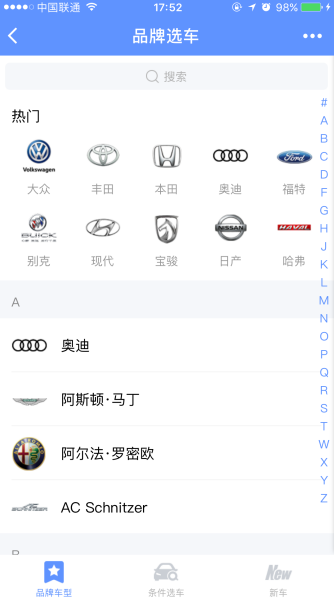 中国联通 17:52 98%
品牌选车
搜索
热门
Volkswagen
大众 丰田 本田 奥迪 福特
Ford
BUICK
NISSAN
HAVAL
别克 现代 宝骏 日产 哈弗
A
奥迪
阿斯顿·马丁
阿尔法·罗密欧
AC Schnitzer
#
A
B
C
D
F
G
H
J
K
L
M
N
O
P
Q
R
S
T
W
X
Y
Z
品牌车型 条件选车 New 新车